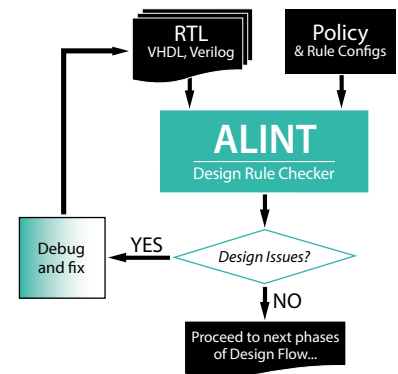 RTL
VHDL, Verilog
Policy
& Rule Configs
ALINT
Design Rule Checker
Design Issues?
YES
Debug
and fix
NO
Proceed to next phases
of Design Flow...